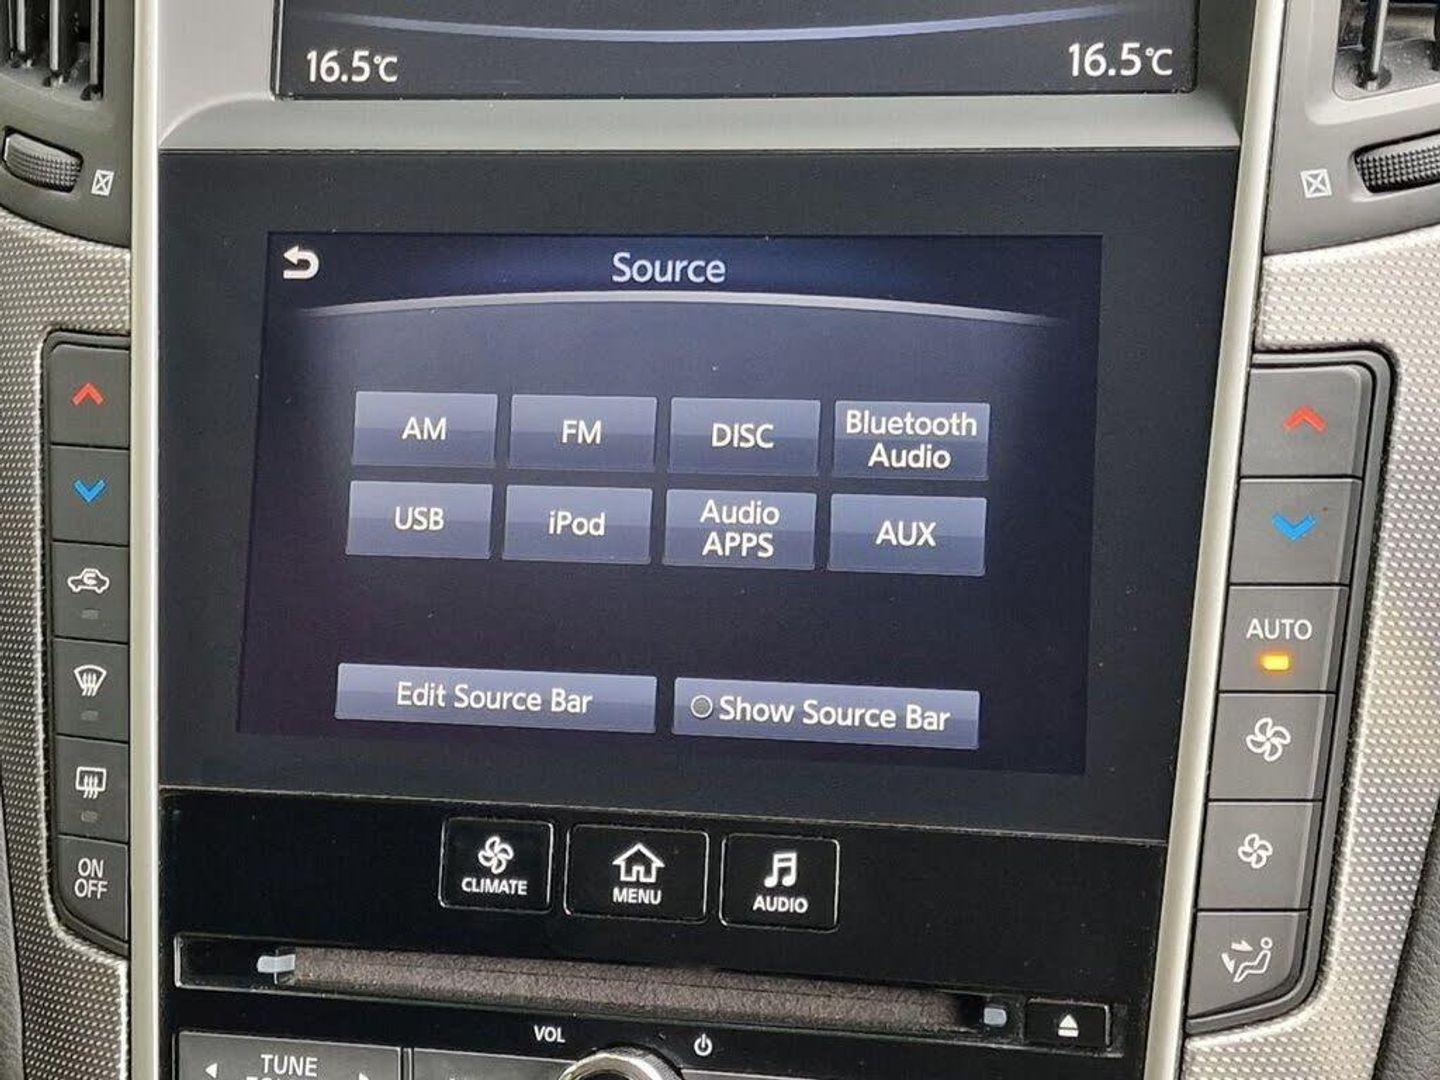 16.5°C 16.5°C
Source
AM FM DISC Bluetooth Audio
USB iPod Audio APPS AUX
Edit Source Bar Show Source Bar
AUTO
ON
OFF
CLIMATE MENU AUDIO
VOL
TUNE